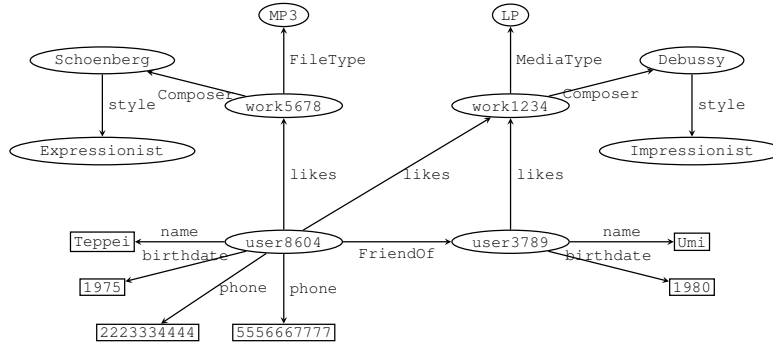 MP3
LP
FileType
MediaType
Schoenberg
Debussy
Composer
Composer
work5678
work1234
style
style
Expressionist
Impressionist
likes
likes
likes
Teppei
name
user8604
FriendOf
user3789
name
Umi
birthdate
birthdate
1975
phone
phone
1980
2223334444
5556667777